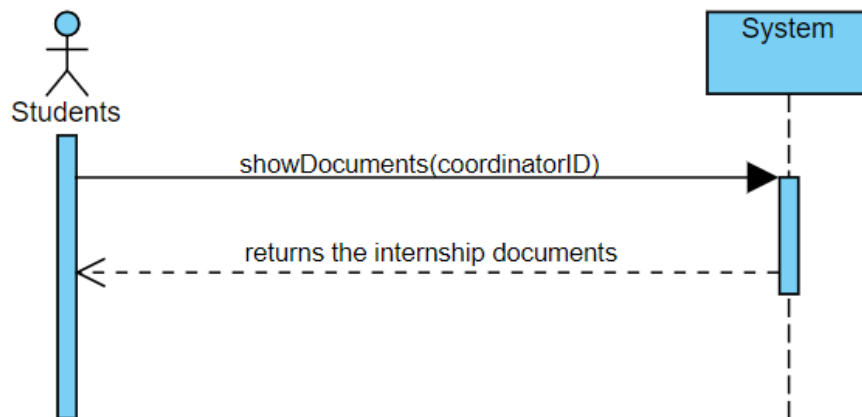 System
Students
showDocuments(coordinatorID)
returns the internship documents